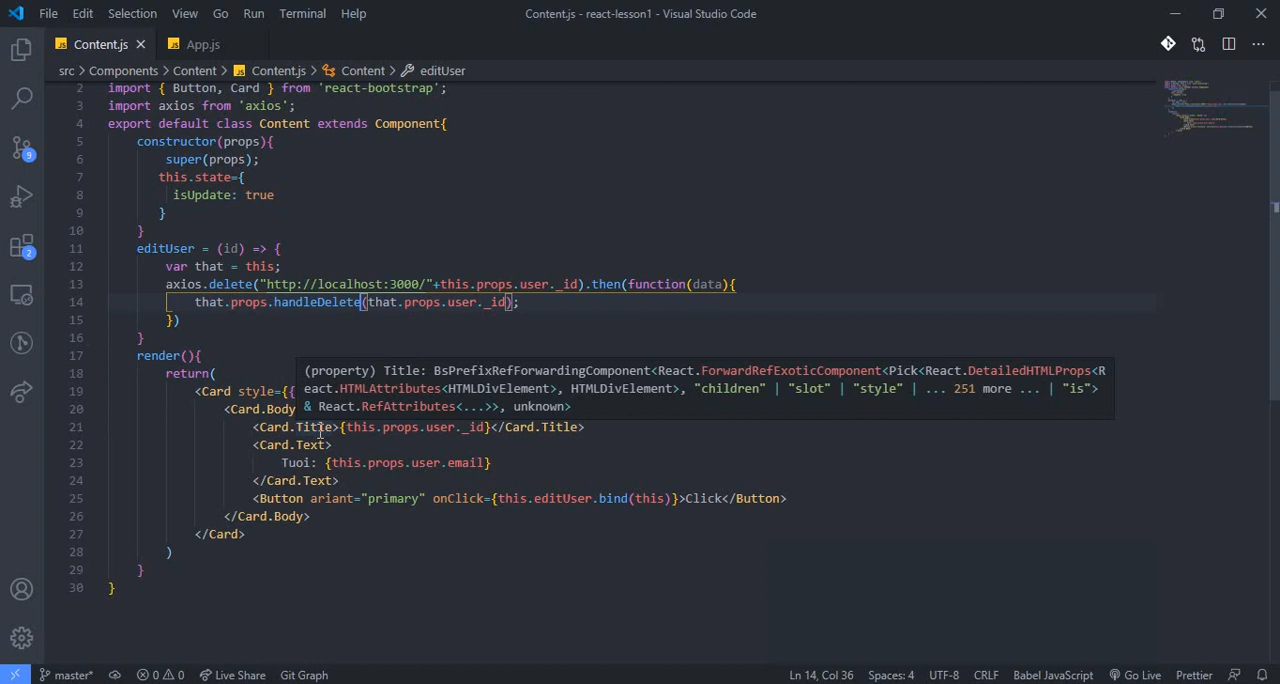 File Edit Selection View Go Run Terminal Help Content.js - react-lesson1 - Visual Studio Code
JS Content.js × JS App.js
src > Components > Content > JS Content.js > Content > editUser
2 import { Button, Card } from 'react-bootstrap';
3 import axios from 'axios';
4 export default class Content extends Component{
5 constructor(props){
6 super(props);
7 this.state={
8 isUpdate: true
9 }
10 }
11 editUser = (id) => {
12 var that = this;
13 axios.delete("http://localhost:3000/"+this.props.user._id).then(function(data){
14 that.props.handleDelete(that.props.user._id);
15 })
16 }
17 render(){
18 return(
19 <Card style={{
20 <Card.Body
(property) Title: BsPrefixRefForwardingComponent<React.ForwardRefExoticComponent<Pick<React.DetailedHTMLProps<R
eact.HTMLAttributes<HTMLDivElement>, HTMLDivElement>, "children" | "slot" | "style" | ... 251 more ... | "is">
& React.RefAttributes<...>>, unknown>
21 <Card.Title>{this.props.user._id}</Card.Title>
22 <Card.Text>
23 Tuoi: {this.props.user.email}
24 </Card.Text>
25 <Button ariant="primary" onClick={this.editUser.bind(this)}>Click</Button>
26 </Card.Body>
27 </Card>
28 )
29 }
30 }
9
2
master* 0 0 Live Share Git Graph Ln 14, Col 36 Spaces: 4 UTF-8 CRLF Babel JavaScript Go Live Prettier